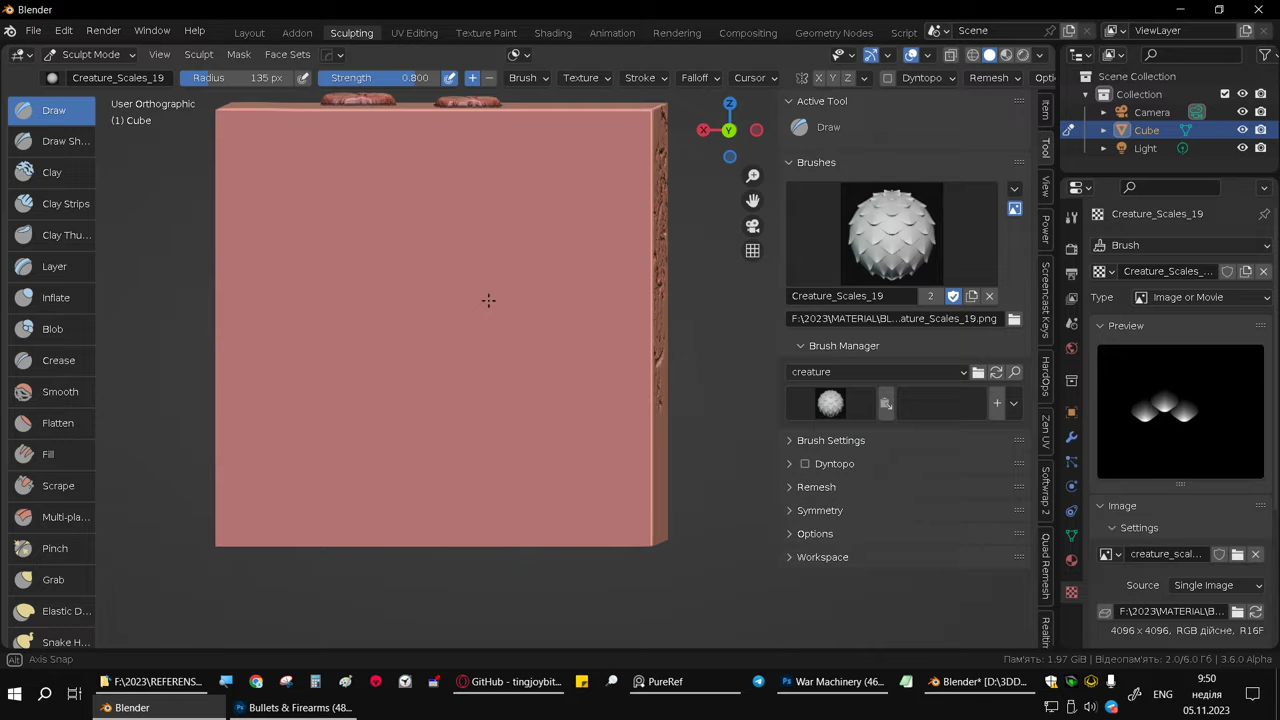 Blender
File Edit Render Window Help Layout Adding Sculpting UV Editing Texture Paint Shading Animation Rendering Compositing Geometry Nodes Script Scene ViewLayer
Sculpt Mode View Sculpt Mask Face Sets
Creature_Scales_19 Radius 135 px Strength 0.800 Brush Texture Stroke Falloff Cursor X Y Z Dyntopo Remesh Opti
User Orthographic
(1) Cube
Draw
Draw Sh...
Clay
Clay Strips
Clay Thu...
Layer
Inflate
Blob
Crease
Smooth
Flatten
Fill
Scrape
Multi-pla...
Pinch
Grab
Elastic D...
Snake H...
Z
X
Y
Active Tool
Draw
Brushes
Creature_Scales_19 2
F:\2023\MATERIAL\BL...ature_Scales_19.png
Brush Manager
creature
Brush Settings
Dyntopo
Remesh
Symmetry
Options
Workspace
Item
Tool
View
Power
Screencast Keys
HardOps
Zen UV
Softwrap 2
Quad Remesh
Realtin
Scene Collection
Collection
Camera
Cube
Light
Creature_Scales_19
Brush
Creature_Scales_...
Type Image or Movie
Preview
Image
Settings
creature_scal...
Source Single Image
F:\2023\MATERIAL\B...
4096 x 4096, RGB дійсне, R16F
Alt Axis Snap
Пам'ять: 1.97 GiB | Відеопам'ять: 2.0/6.0 Гб | 3.6.0 Alpha
F:\2023\REFERENS... GitHub - tingjoybit... PureRef War Machinery (46... Blender* [D:\3DD...
Blender Bullets & Firearms (48...
ENG
9:50
неділя
05.11.2023